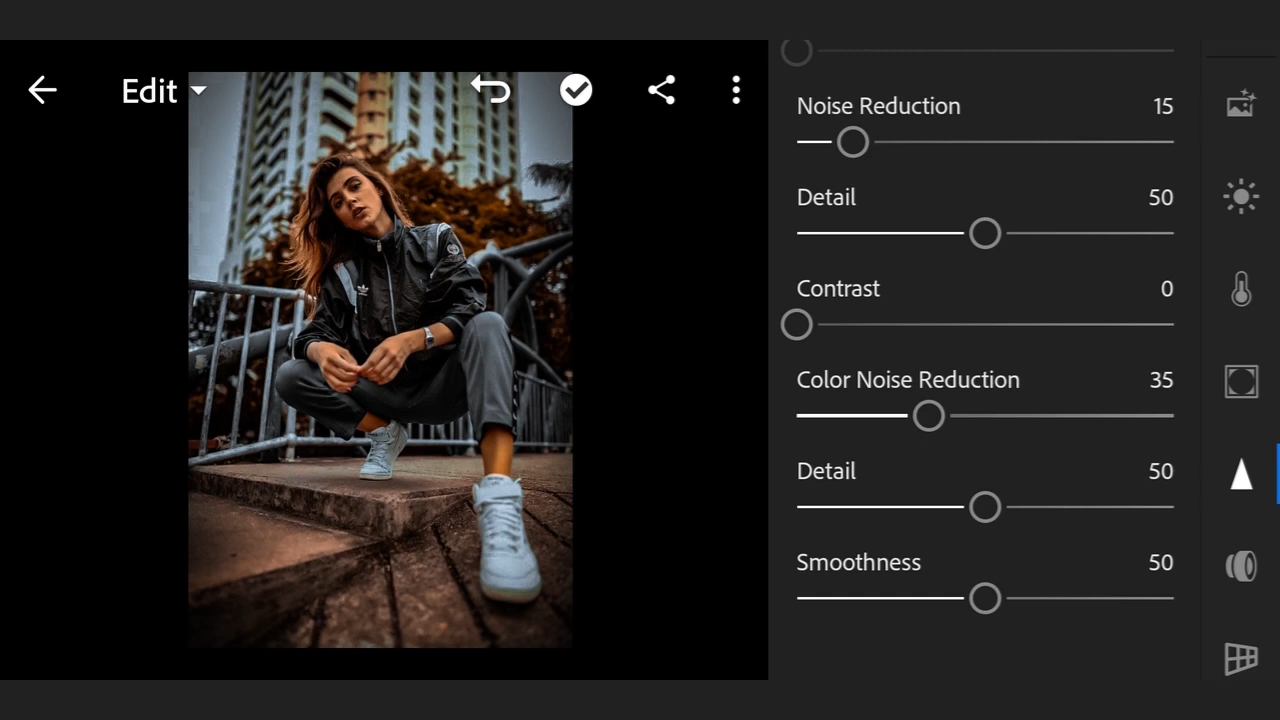 Edit
Noise Reduction 15
Detail 50
Contrast 0
Color Noise Reduction 35
Detail 50
Smoothness 50